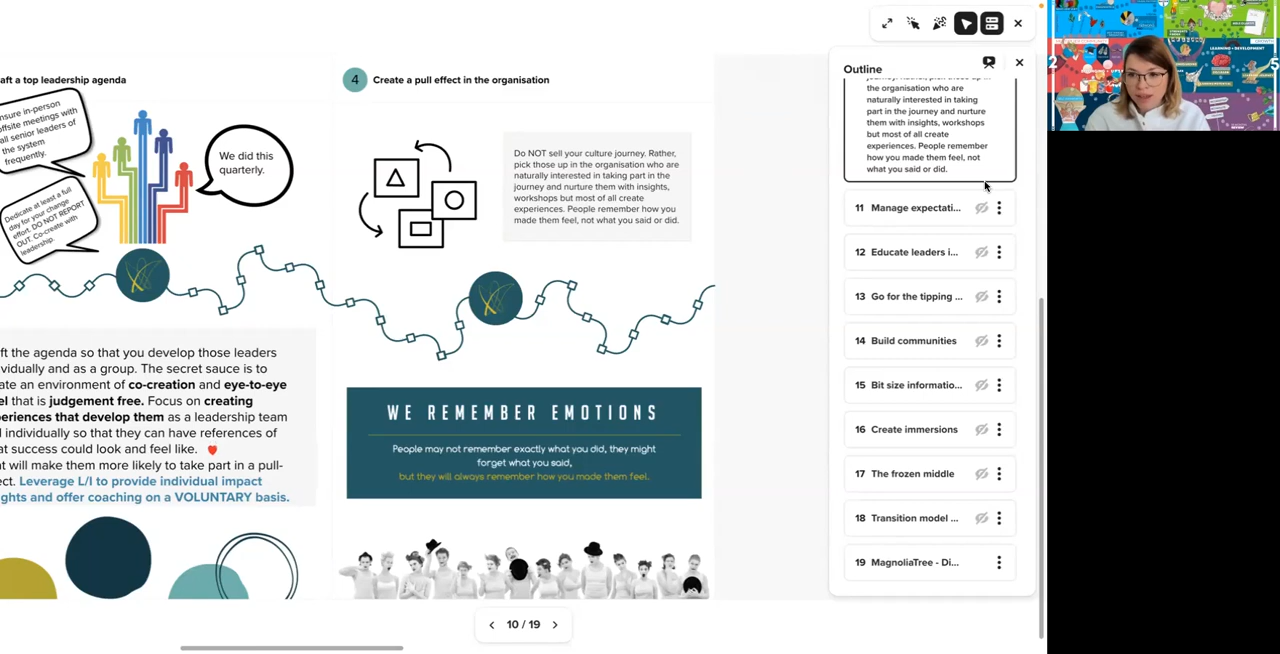 aft a top leadership agenda
4 Create a pull effect in the organisation
nsure in-person
offsite meetings with
all senior leaders of
the system
frequently.
We did this
quarterly.
Dedicate at least a full
day for your change
effort. DO NOT REPORT
OUT. Co-create with
leadership.
Do NOT sell your culture journey. Rather,
pick those up in the organisation who are
naturally interested in taking part in the
journey and nurture them with insights,
workshops but most of all create
experiences. People remember how you
made them feel, not what you said or did.
ft the agenda so that you develop those leaders
vidually and as a group. The secret sauce is to
ate an environment of co-creation and eye-to-eye
el that is judgement free. Focus on creating
periences that develop them as a leadership team
d individually so that they can have references of
at success could look and feel like.
at will make them more likely to take part in a pull-
ect. Leverage L/I to provide individual impact
ghts and offer coaching on a VOLUNTARY basis.
WE REMEMBER EMOTIONS
People may not remember exactly what you did, they might
forget what you said,
but they will always remember how you made them feel.
10 / 19
Outline
the organisation who are
naturally interested in taking
part in the journey and nurture
them with insights, workshops
but most of all create
experiences. People remember
how you made them feel, not
what you said or did.
11 Manage expectati...
12 Educate leaders i...
13 Go for the tipping ...
14 Build communities
15 Bit size informatio...
16 Create immersions
17 The frozen middle
18 Transition model ...
19 MagnoliaTree - Di...
2
5